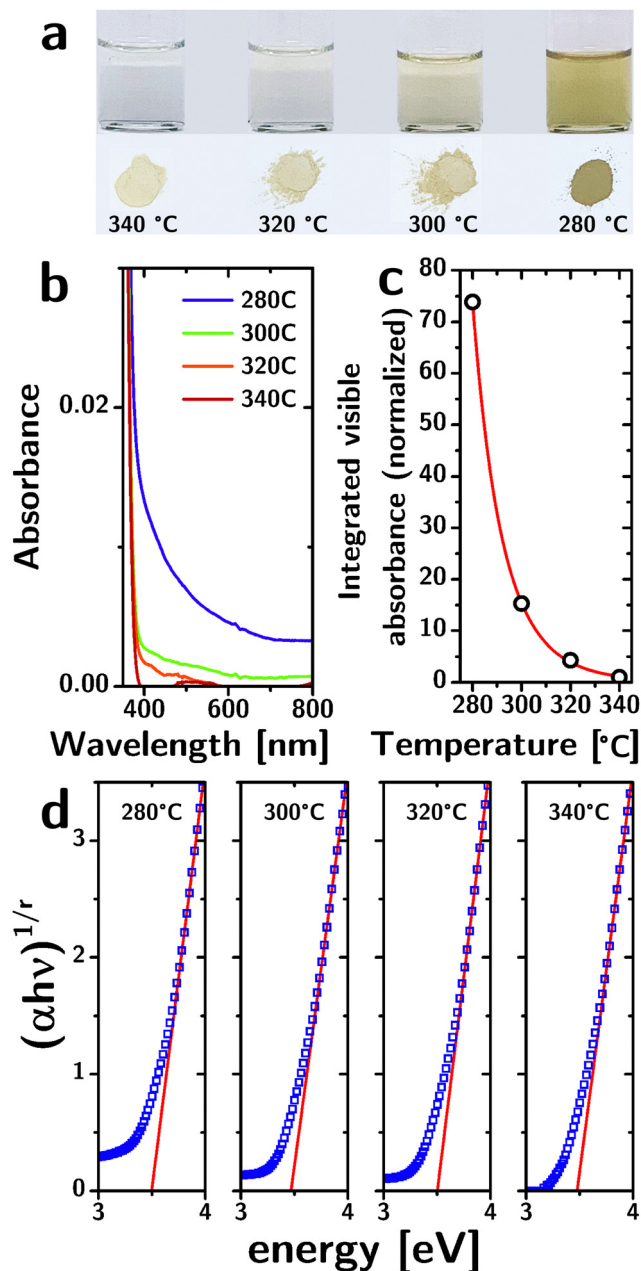 a
340 °C 320 °C 300 °C 280 °C
b
280C
300C
320C
340C
0.02
0.00
Absorbance
400 600 800
Wavelength [nm]
c
80
70
60
50
40
30
20
10
0
Integrated visible
absorbance (normalized)
280 300 320 340
Temperature [°C]
d
280°C 300°C 320°C 340°C
3
2
1
0
(αhν)^1/r
3 4 3 4 3 4 3 4
energy [eV]